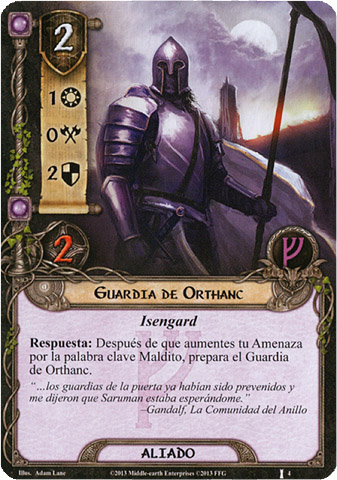 2
1
0
2
2
Guardia de Orthanc
Isengard
Respuesta: Después de que aumentes tu Amenaza
por la palabra clave Maldito, prepara el Guardia
de Orthanc.
“...los guardias de la puerta ya habían sido prevenidos y
me dijeron que Saruman estaba esperándome.”
–Gandalf, La Comunidad del Anillo
ALIADO
Illus. Adam Lane ©2013 Middle-earth Enterprises ©2013 FFG 4